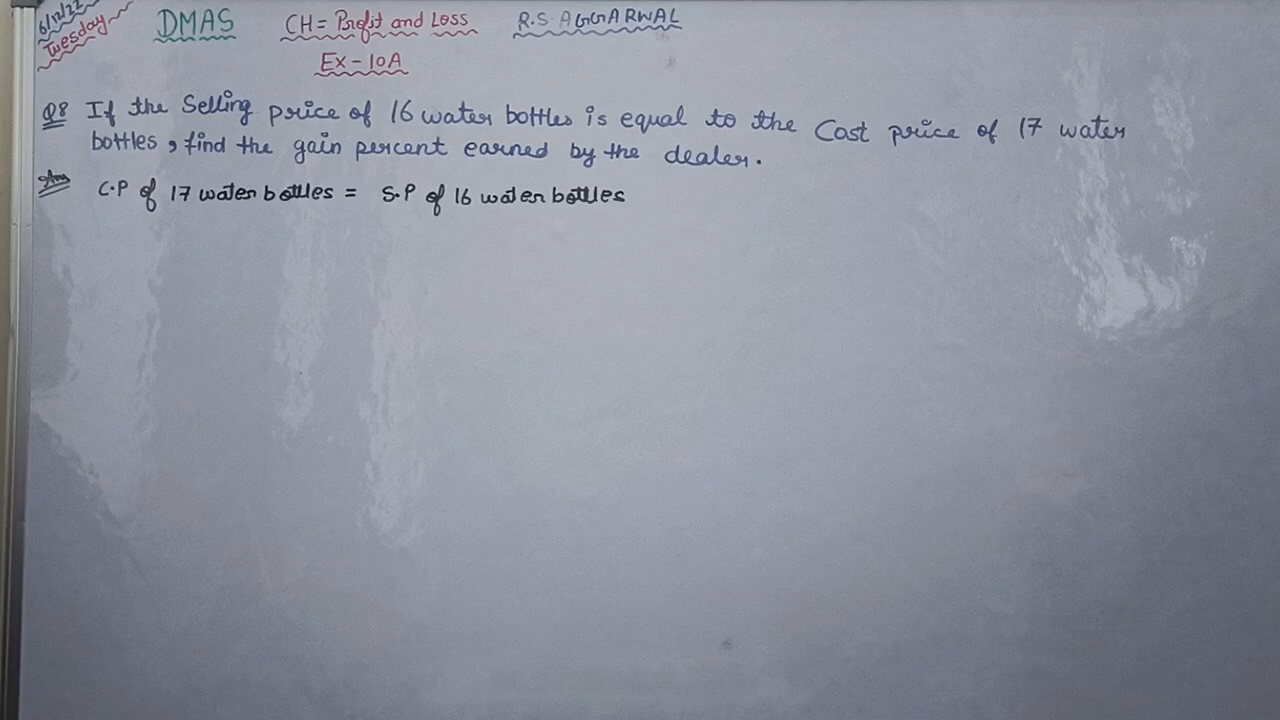 6/12/22
Tuesday
DMAS CH = Profit and Loss R.S. AGGARWAL
Ex - 10A
Q8 If the Selling price of 16 water bottles is equal to the Cost price of 17 water
bottles, find the gain percent earned by the dealer.
Ans C.P of 17 water bottles = S.P of 16 water bottles